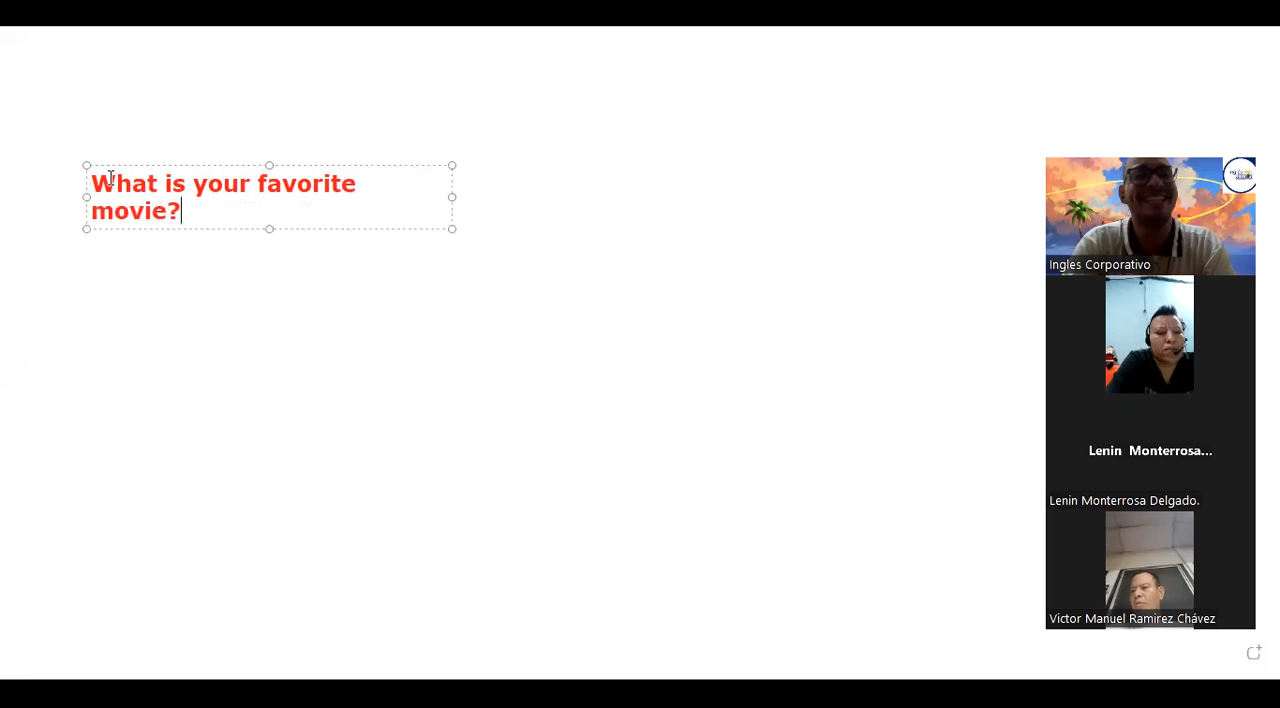 What is your favorite
movie?
Ingles Corporativo
Lenin Monterrosa...
Lenin Monterrosa Delgado.
Victor Manuel Ramirez Chávez